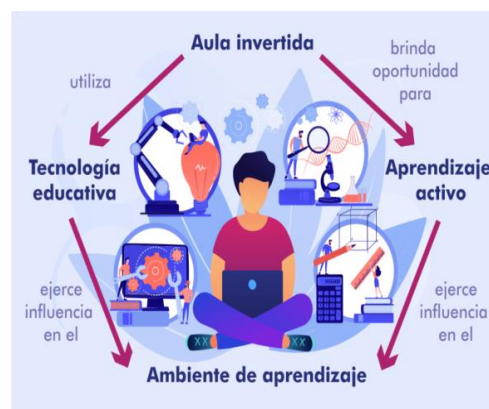 Aula invertida
utiliza
brinda
oportunidad
para
Tecnología
educativa
Aprendizaje
activo
ejerce
influencia
en el
ejerce
influencia
en el
Ambiente de aprendizaje